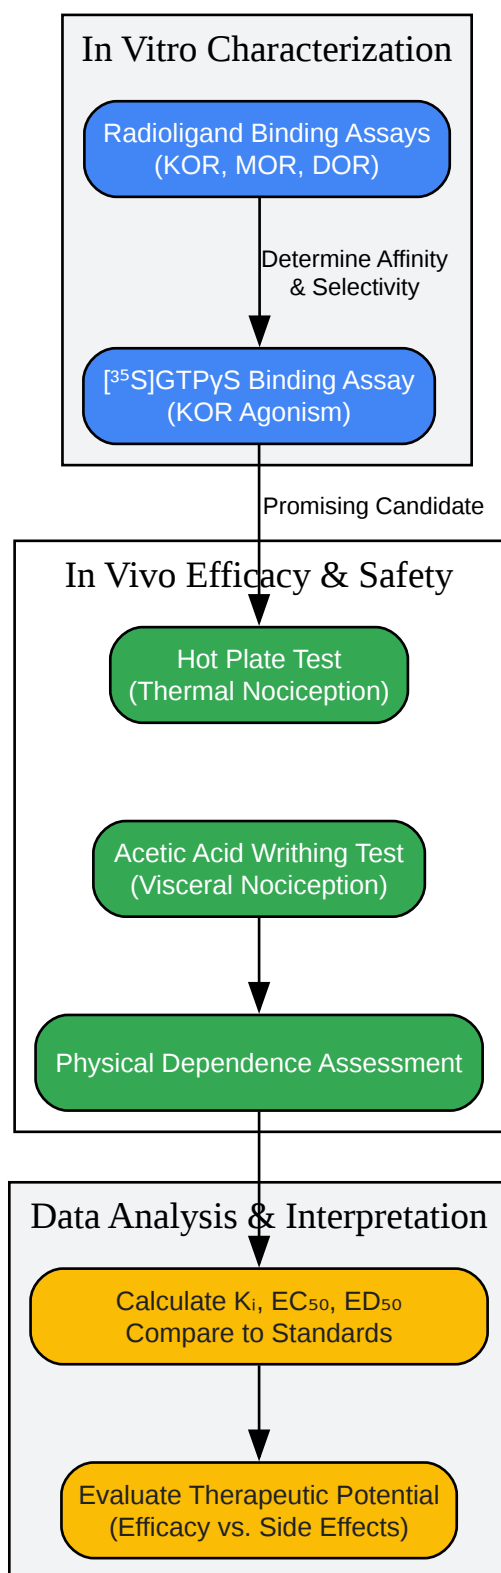 In Vitro Characterization
Radioligand Binding Assays
(KOR, MOR, DOR)
Determine Affinity
& Selectivity
[³⁵S]GTPγS Binding Assay
(KOR Agonism)
Promising Candidate
In Vivo Efficacy & Safety
Hot Plate Test
(Thermal Nociception)
Acetic Acid Writhing Test
(Visceral Nociception)
Physical Dependence Assessment
Data Analysis & Interpretation
Calculate Kᵢ, EC₅₀, ED₅₀
Compare to Standards
Evaluate Therapeutic Potential
(Efficacy vs. Side Effects)